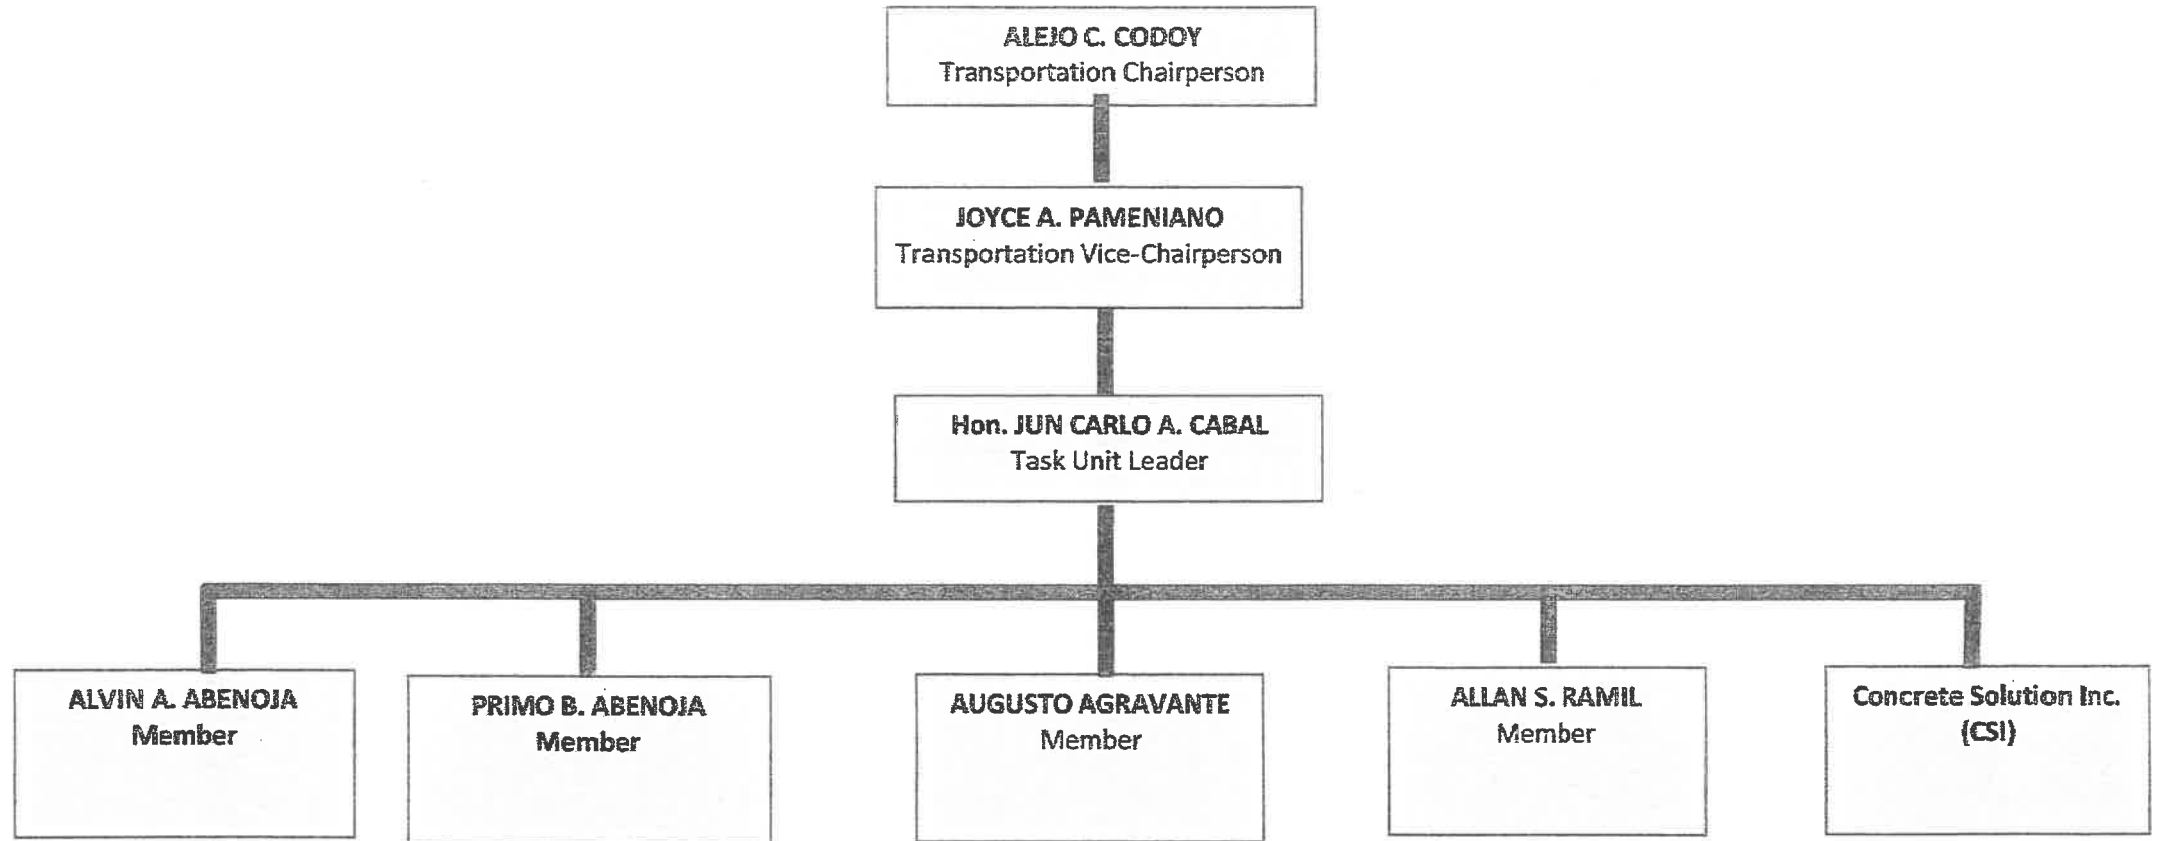 ALEJO C. CODOY
Transportation Chairperson
JOYCE A. PAMENIANO
Transportation Vice-Chairperson
Hon. JUN CARLO A. CABAL
Task Unit Leader
ALVIN A. ABENOJA
Member
PRIMO B. ABENOJA
Member
AUGUSTO AGRAVANTE
Member
ALLAN S. RAMIL
Member
Concrete Solution Inc.
(CSI)